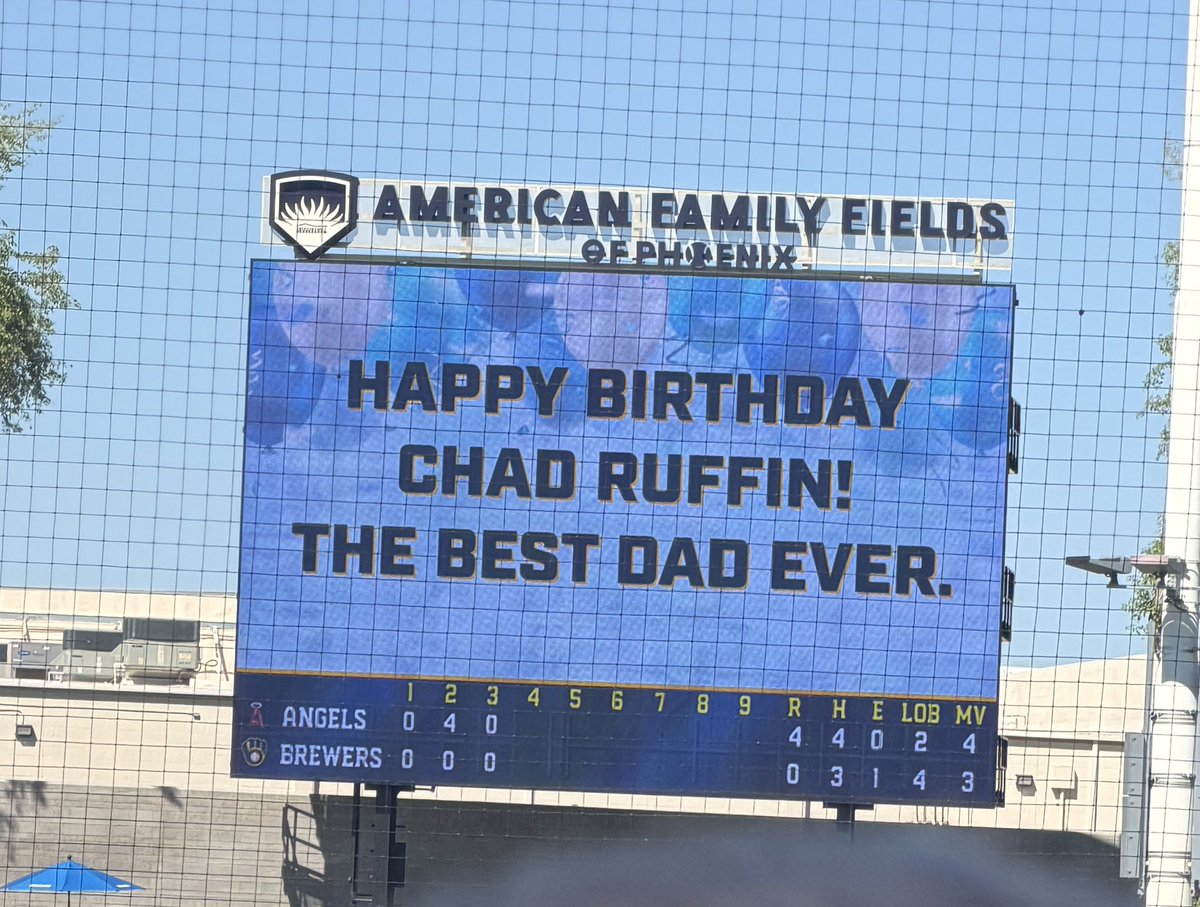 AMERICAN FAMILY FIELDS
OF PHOENIX
HAPPY BIRTHDAY
CHAD RUFFIN!
THE BEST DAD EVER.
1 2 3 4 5 6 7 8 9 R H E LOB MV
A ANGELS 0 4 0 4 4 0 2 4
BREWERS 0 0 0 0 3 1 4 3